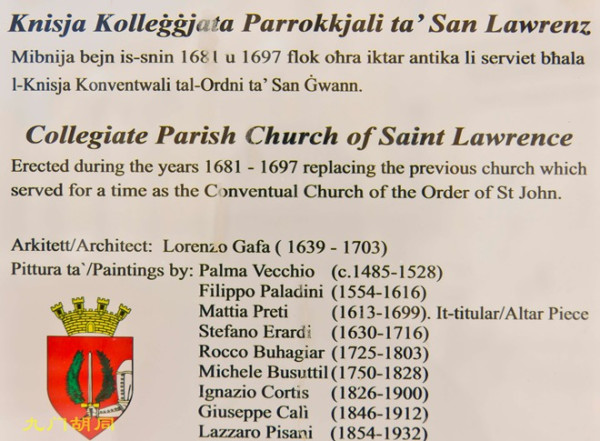 Knisja Kolleġġjata Parrokkjali ta' San Lawrenz
Mibnija bejn is-snin 1681 u 1697 flok oħra iktar antika li serviet bħala
l-Knisja Konventwali tal-Ordni ta' San Ġwann.
Collegiate Parish Church of Saint Lawrence
Erected during the years 1681 - 1697 replacing the previous church which
served for a time as the Conventual Church of the Order of St John.
Arkitett/Architect: Lorenzo Gafa ( 1639 - 1703)
Pittura ta`/Paintings by: Palma Vecchio (c.1485-1528)
Filippo Paladini (1554-1616)
Mattia Preti (1613-1699). It-titular/Altar Piece
Stefano Erardi (1630-1716)
Rocco Buhagiar (1725-1803)
Michele Busuttil (1750-1828)
Ignazio Cortis (1826-1900)
Giuseppe Calì (1846-1912)
Lazzaro Pisani (1854-1932)
九门胡同